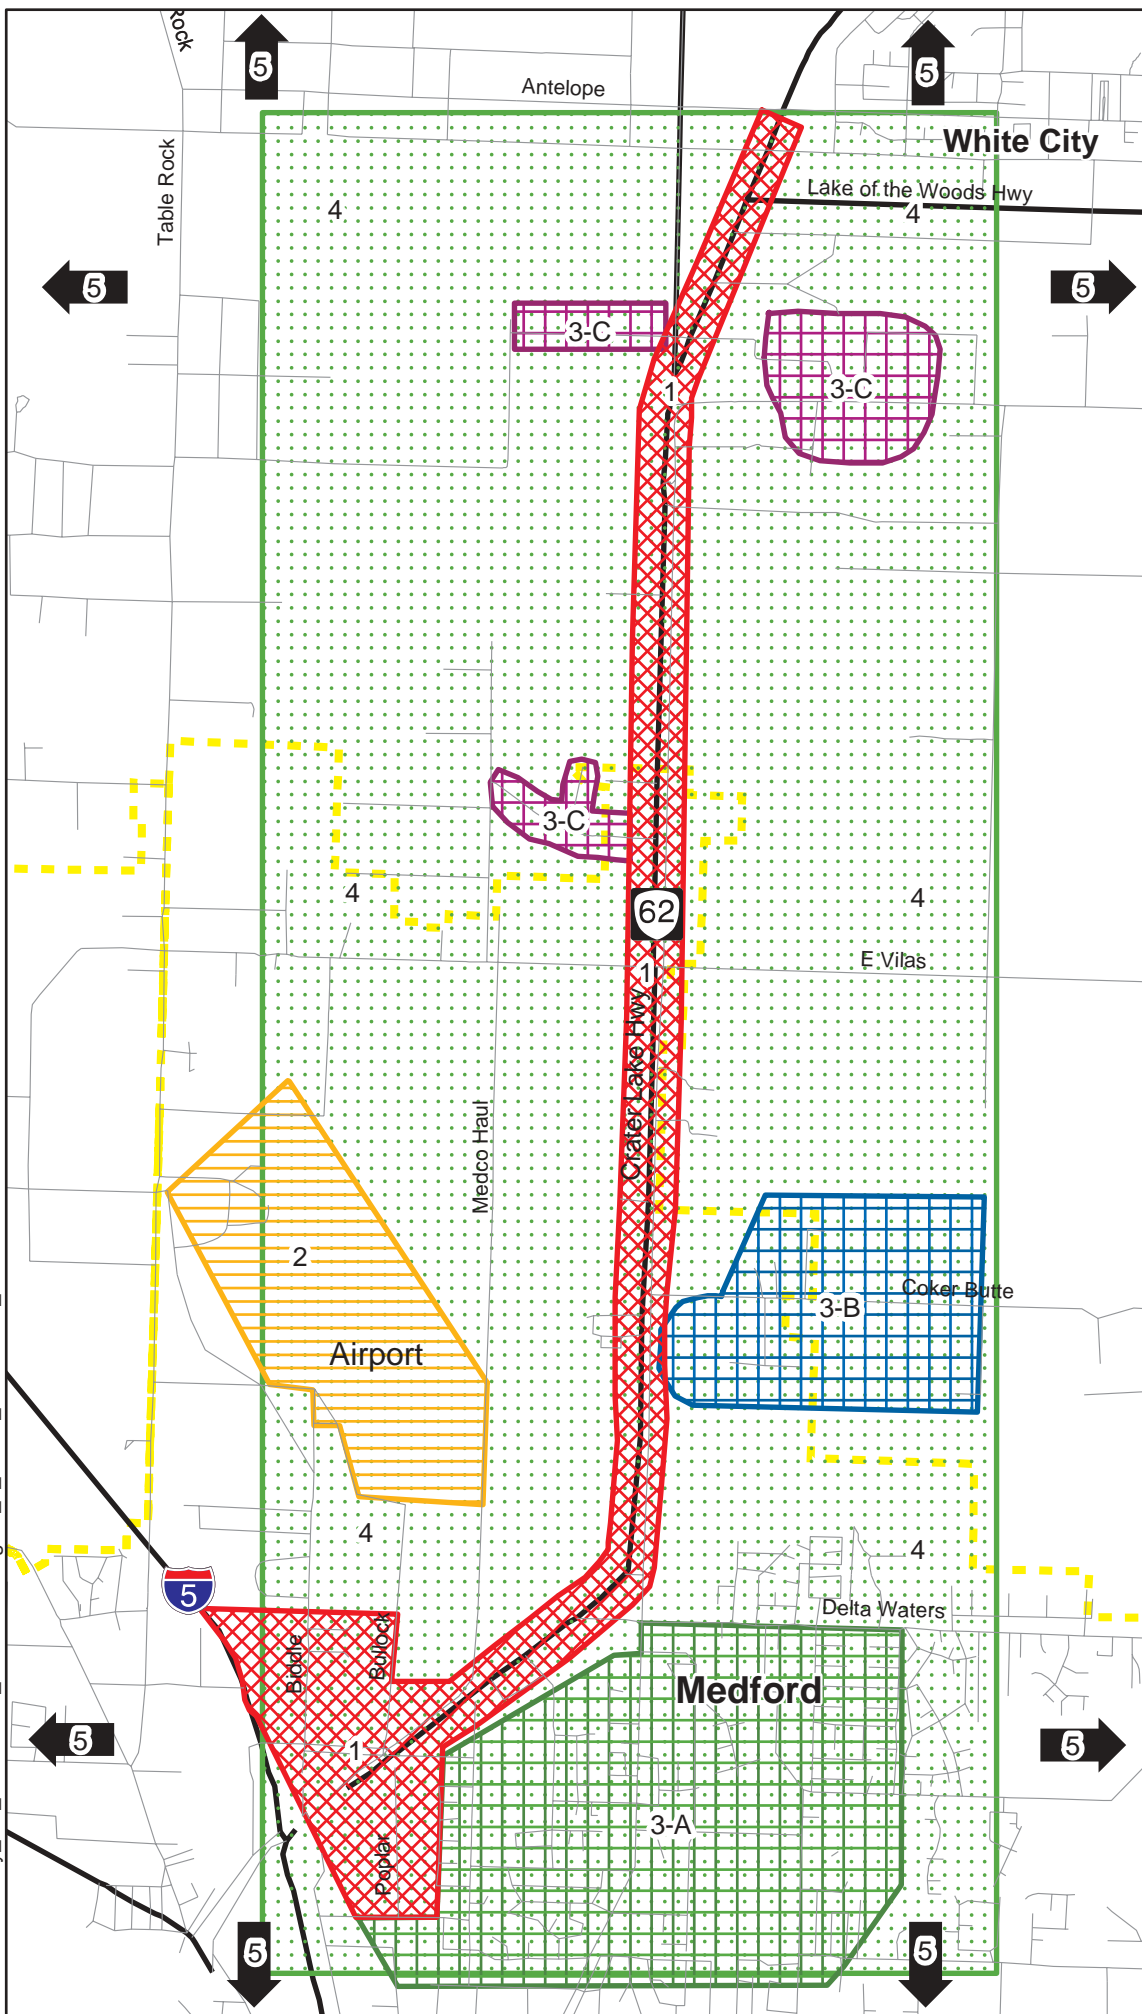 Rock
5
5
Antelope
White City
Table Rock
Lake of the Woods Hwy
4
4
5
5
3-C
3-C
1
3-C
4
4
62
E Vilas
1
Crater Lake Hwy
Medco Haul
2
Coker Butte
3-B
Airport
4
4
5
Delta Waters
Biddle
Bullock
Medford
5
1
5
3-A
Poplar
5
5